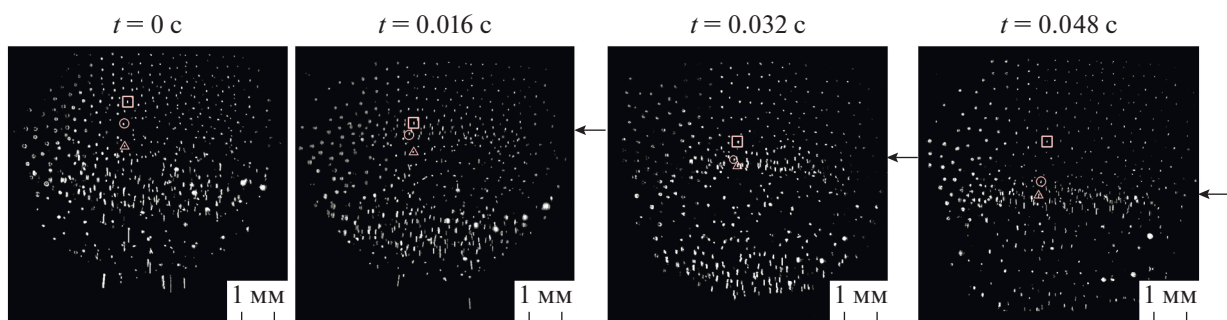 t = 0 с
t = 0.016 с
t = 0.032 с
t = 0.048 с
1 мм
1 мм
1 мм
1 мм